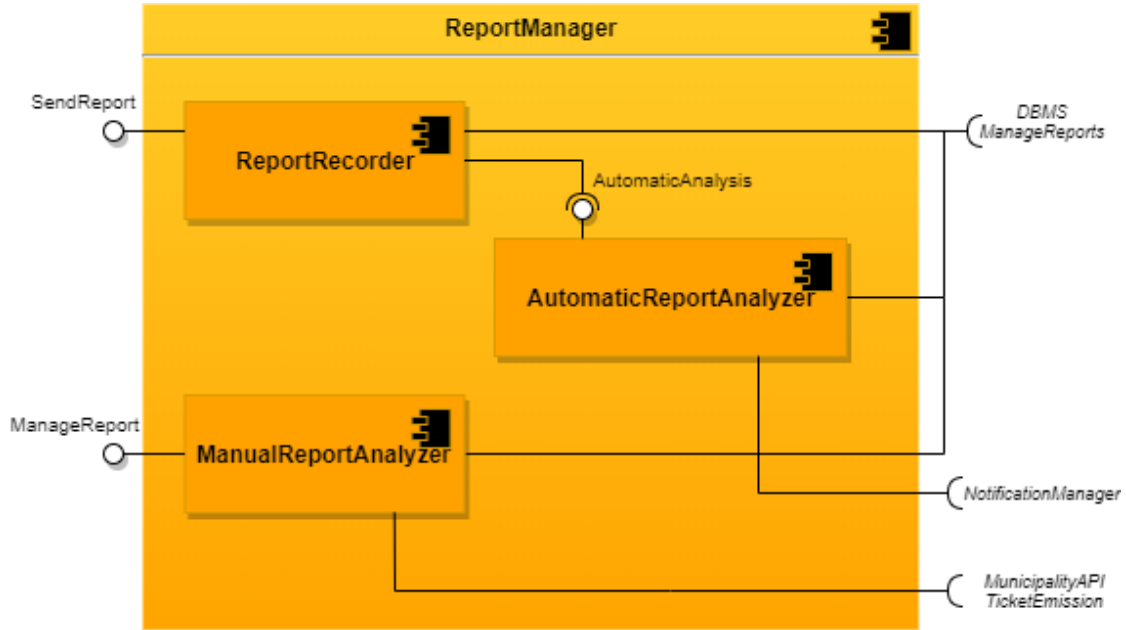 ReportManager
SendReport
DBMS
ManageReports
ReportRecorder
AutomaticAnalysis
AutomaticReportAnalyzer
ManageReport
ManualReportAnalyzer
NotificationManager
MunicipalityAPI
TicketEmission